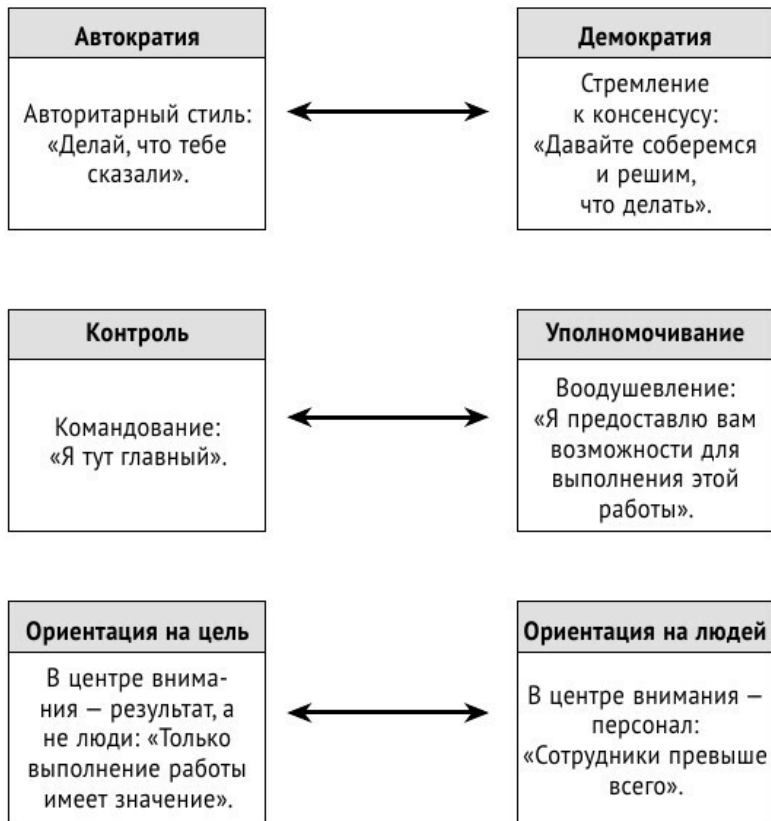 Автократия
Авторитарный стиль:
«Делай, что тебе
сказали».
Демократия
Стремление
к консенсусу:
«Давайте соберемся
и решим,
что делать».
Контроль
Командование:
«Я тут главный».
Уполномочивание
Воодушевление:
«Я предоставлю вам
возможности для
выполнения этой
работы».
Ориентация на цель
В центре внима-
ния — результат, а
не люди: «Только
выполнение работы
имеет значение».
Ориентация на людей
В центре внимания —
персонал:
«Сотрудники превыше
всего».